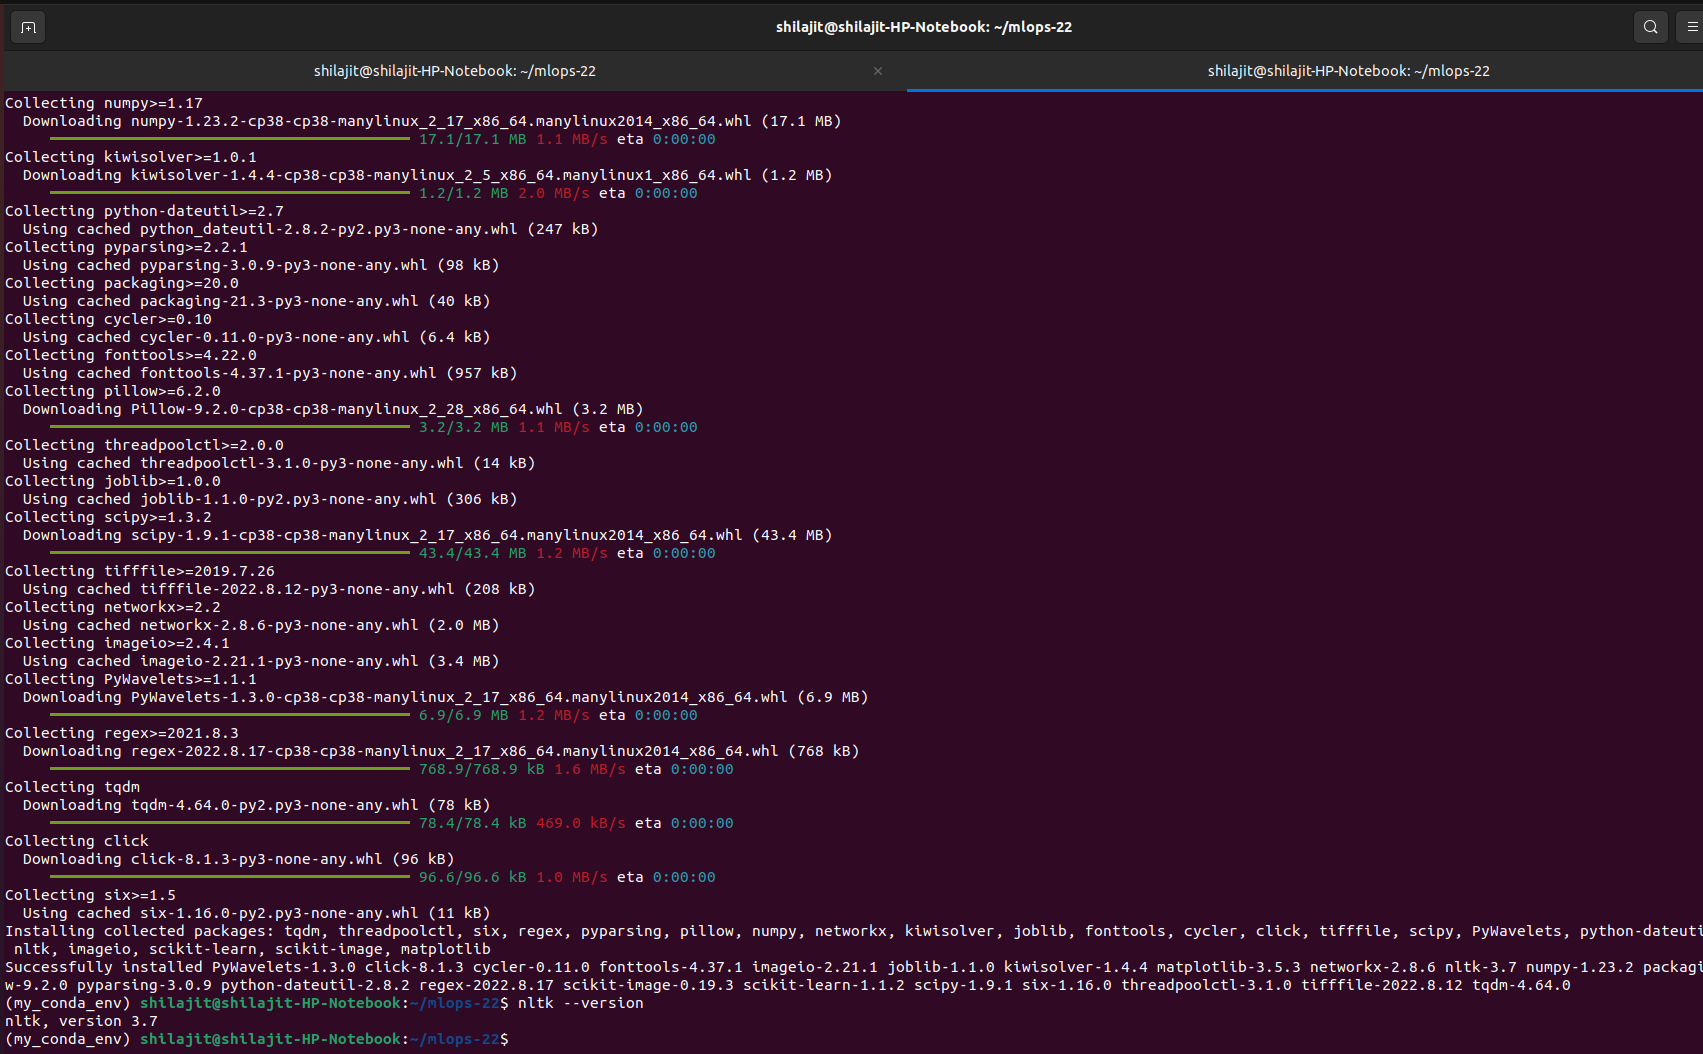 shilajit@shilajit-HP-Notebook: ~/mlops-22
shilajit@shilajit-HP-Notebook: ~/mlops-22 × shilajit@shilajit-HP-Notebook: ~/mlops-22
Collecting numpy>=1.17
  Downloading numpy-1.23.2-cp38-cp38-manylinux_2_17_x86_64.manylinux2014_x86_64.whl (17.1 MB)
     17.1/17.1 MB 1.1 MB/s eta 0:00:00
Collecting kiwisolver>=1.0.1
  Downloading kiwisolver-1.4.4-cp38-cp38-manylinux_2_5_x86_64.manylinux1_x86_64.whl (1.2 MB)
     1.2/1.2 MB 2.0 MB/s eta 0:00:00
Collecting python-dateutil>=2.7
  Using cached python_dateutil-2.8.2-py2.py3-none-any.whl (247 kB)
Collecting pyparsing>=2.2.1
  Using cached pyparsing-3.0.9-py3-none-any.whl (98 kB)
Collecting packaging>=20.0
  Using cached packaging-21.3-py3-none-any.whl (40 kB)
Collecting cycler>=0.10
  Using cached cycler-0.11.0-py3-none-any.whl (6.4 kB)
Collecting fonttools>=4.22.0
  Using cached fonttools-4.37.1-py3-none-any.whl (957 kB)
Collecting pillow>=6.2.0
  Downloading Pillow-9.2.0-cp38-cp38-manylinux_2_28_x86_64.whl (3.2 MB)
     3.2/3.2 MB 1.1 MB/s eta 0:00:00
Collecting threadpoolctl>=2.0.0
  Using cached threadpoolctl-3.1.0-py3-none-any.whl (14 kB)
Collecting joblib>=1.0.0
  Using cached joblib-1.1.0-py2.py3-none-any.whl (306 kB)
Collecting scipy>=1.3.2
  Downloading scipy-1.9.1-cp38-cp38-manylinux_2_17_x86_64.manylinux2014_x86_64.whl (43.4 MB)
     43.4/43.4 MB 1.2 MB/s eta 0:00:00
Collecting tifffile>=2019.7.26
  Using cached tifffile-2022.8.12-py3-none-any.whl (208 kB)
Collecting networkx>=2.2
  Using cached networkx-2.8.6-py3-none-any.whl (2.0 MB)
Collecting imageio>=2.4.1
  Using cached imageio-2.21.1-py3-none-any.whl (3.4 MB)
Collecting PyWavelets>=1.1.1
  Downloading PyWavelets-1.3.0-cp38-cp38-manylinux_2_17_x86_64.manylinux2014_x86_64.whl (6.9 MB)
     6.9/6.9 MB 1.2 MB/s eta 0:00:00
Collecting regex>=2021.8.3
  Downloading regex-2022.8.17-cp38-cp38-manylinux_2_17_x86_64.manylinux2014_x86_64.whl (768 kB)
     768.9/768.9 kB 1.6 MB/s eta 0:00:00
Collecting tqdm
  Downloading tqdm-4.64.0-py2.py3-none-any.whl (78 kB)
     78.4/78.4 kB 469.0 kB/s eta 0:00:00
Collecting click
  Downloading click-8.1.3-py3-none-any.whl (96 kB)
     96.6/96.6 kB 1.0 MB/s eta 0:00:00
Collecting six>=1.5
  Using cached six-1.16.0-py2.py3-none-any.whl (11 kB)
Installing collected packages: tqdm, threadpoolctl, six, regex, pyparsing, pillow, numpy, networkx, kiwisolver, joblib, fonttools, cycler, click, tifffile, scipy, PyWavelets, python-dateuti
 nltk, imageio, scikit-learn, scikit-image, matplotlib
Successfully installed PyWavelets-1.3.0 click-8.1.3 cycler-0.11.0 fonttools-4.37.1 imageio-2.21.1 joblib-1.1.0 kiwisolver-1.4.4 matplotlib-3.5.3 networkx-2.8.6 nltk-3.7 numpy-1.23.2 packagi
w-9.2.0 pyparsing-3.0.9 python-dateutil-2.8.2 regex-2022.8.17 scikit-image-0.19.3 scikit-learn-1.1.2 scipy-1.9.1 six-1.16.0 threadpoolctl-3.1.0 tifffile-2022.8.12 tqdm-4.64.0
(my_conda_env) shilajit@shilajit-HP-Notebook:~/mlops-22$ nltk --version
nltk, version 3.7
(my_conda_env) shilajit@shilajit-HP-Notebook:~/mlops-22$